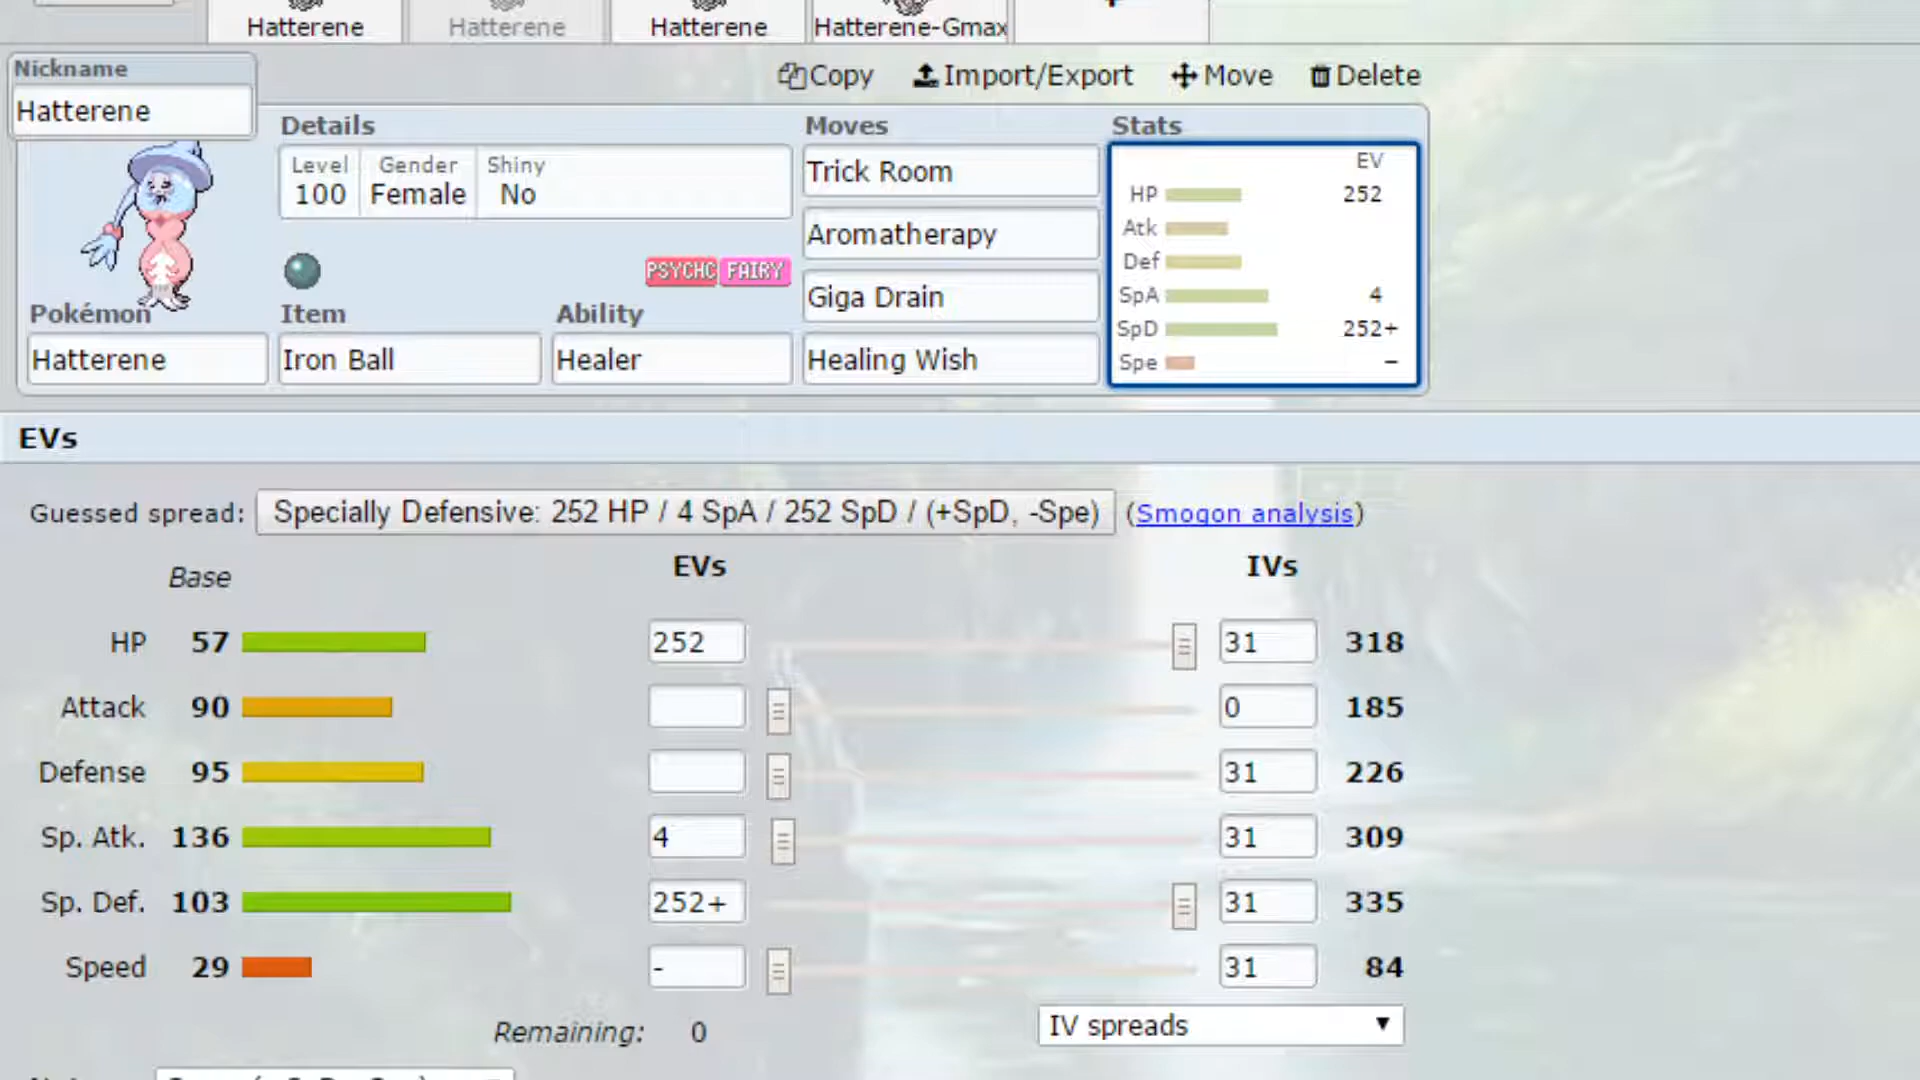 Hatterene Hatterene Hatterene Hatterene-Gmax
Nickname
Hatterene
Copy Import/Export Move Delete
Details
Level Gender Shiny
100 Female No
PSYCHC FAIRY
Pokémon Item Ability
Hatterene Iron Ball Healer
Moves
Trick Room
Aromatherapy
Giga Drain
Healing Wish
Stats
EV
HP 252
Atk
Def
SpA 4
SpD 252+
Spe −
EVs
Guessed spread: Specially Defensive: 252 HP / 4 SpA / 252 SpD / (+SpD, -Spe) (Smogon analysis)
Base EVs IVs
HP 57 252 31 318
Attack 90 0 185
Defense 95 31 226
Sp. Atk. 136 4 31 309
Sp. Def. 103 252+ 31 335
Speed 29 - 31 84
Remaining: 0 IV spreads